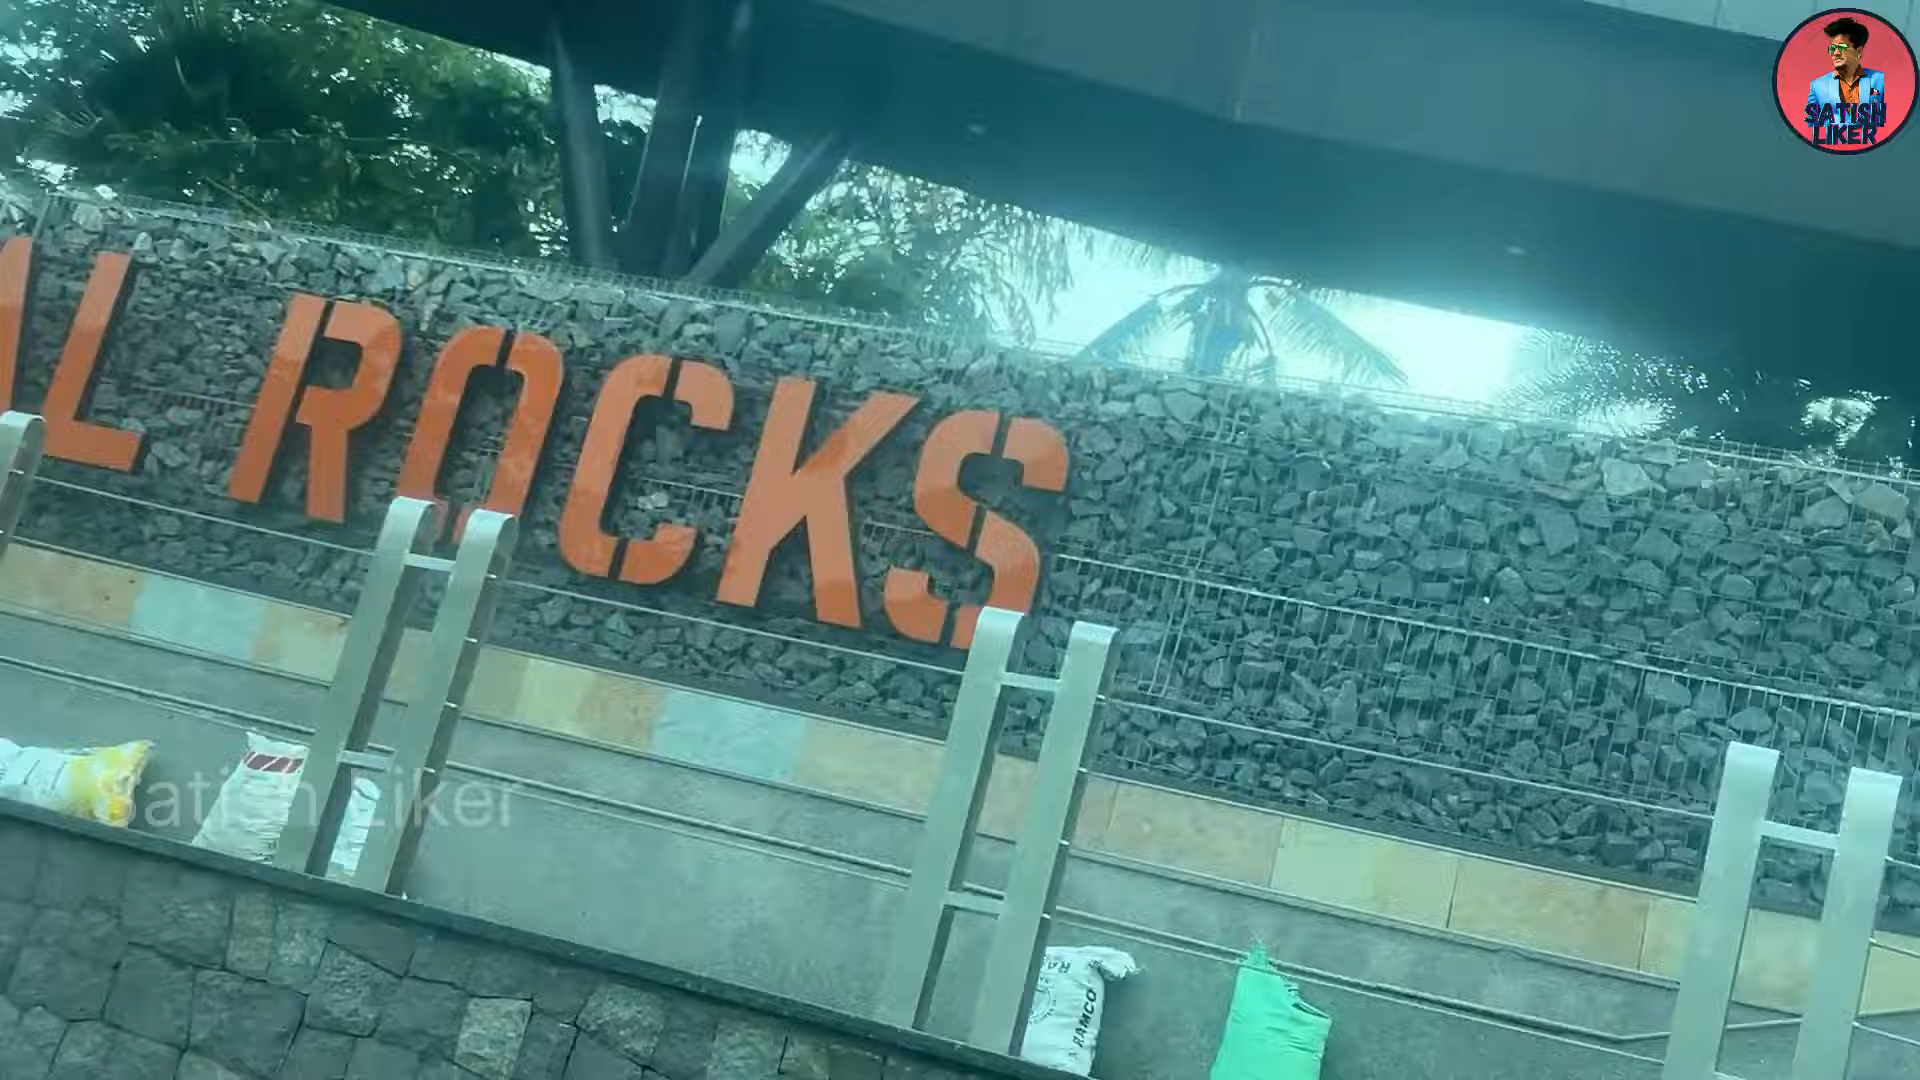 AL ROCKS
SATISH
LIKER
Satish Liker
RAMCO